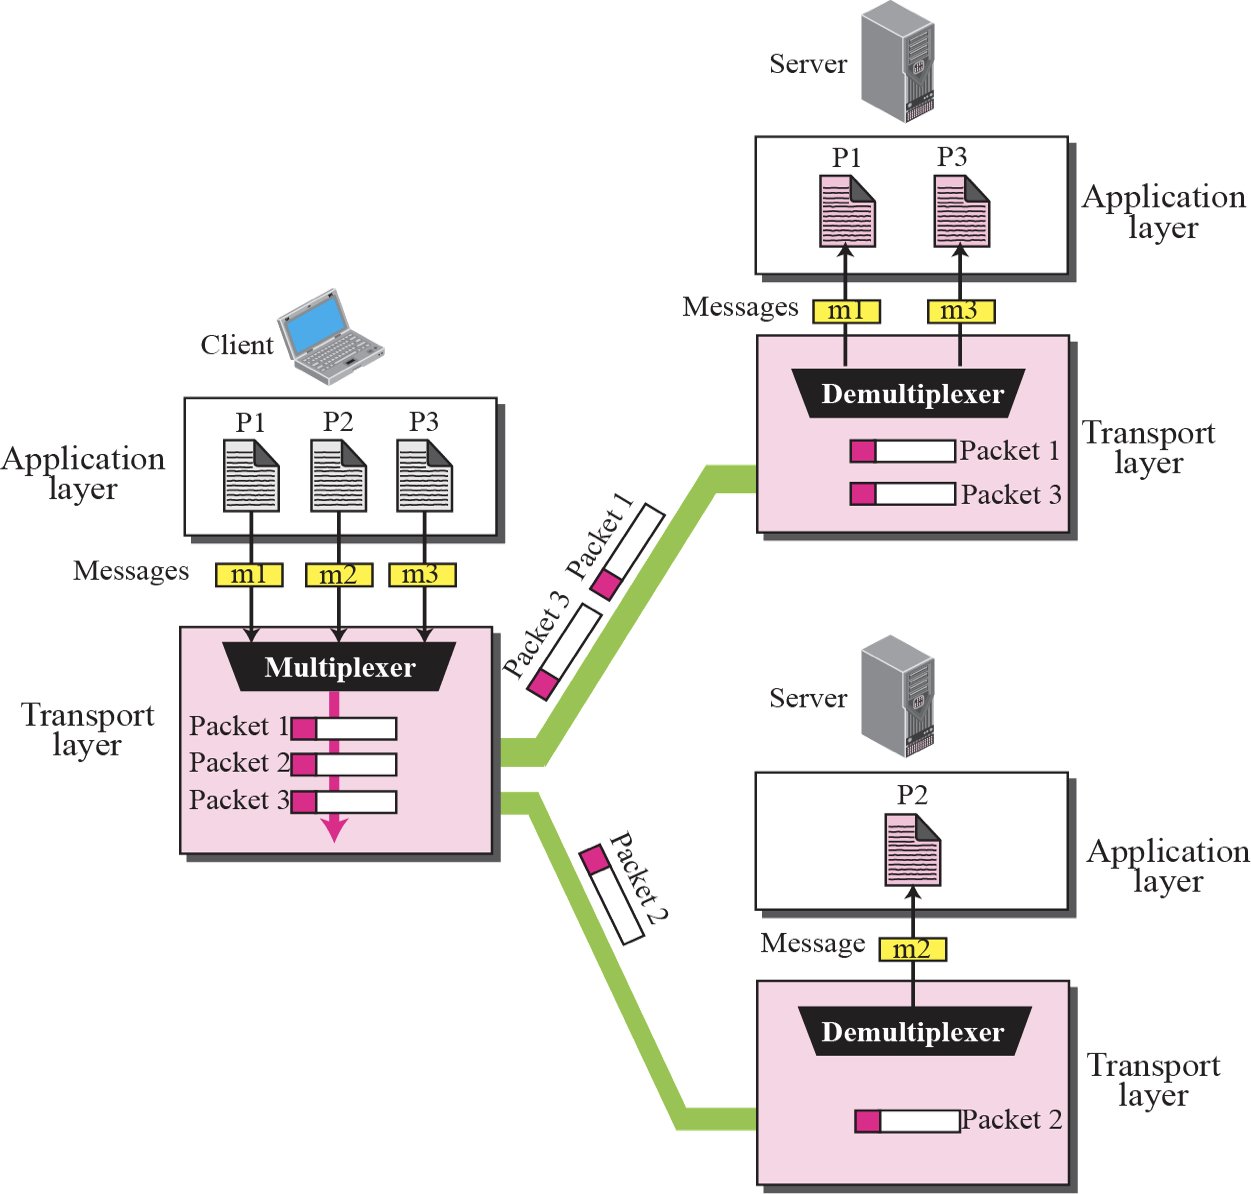 Server
P1 P3
Application
layer
Messages
m1 m3
Demultiplexer
Packet 1
Packet 3
Transport
layer
Client
P1 P2 P3
Application
layer
Messages
m1 m2 m3
Multiplexer
Packet 1
Packet 2
Packet 3
Transport
layer
Packet 1
Packet 3
Packet 2
Server
P2
Application
layer
Message
m2
Demultiplexer
Packet 2
Transport
layer